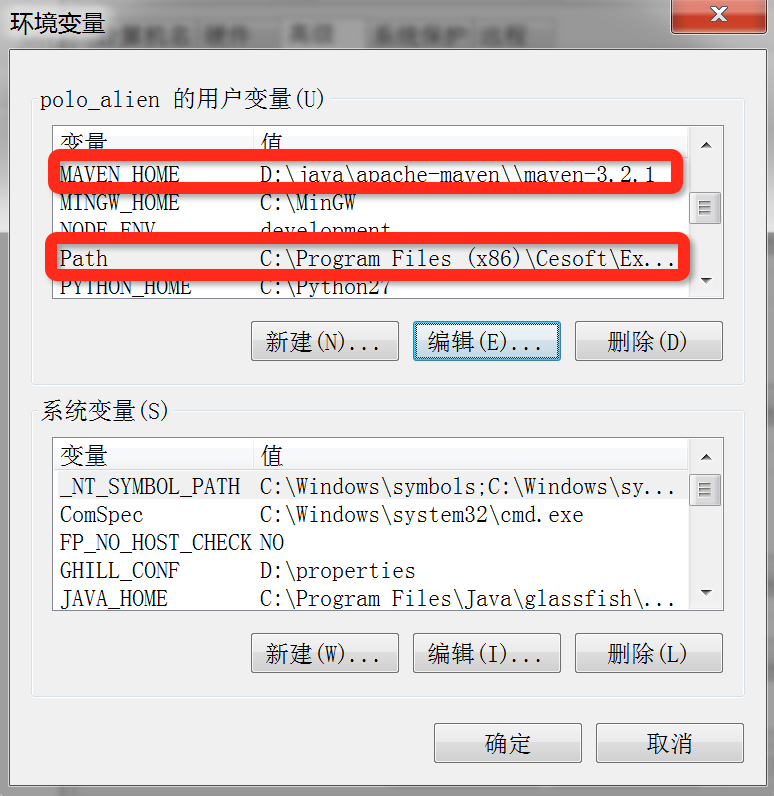 环境变量
计算机名 硬件 高级 系统保护 远程
polo_alien 的用户变量(U)
变量 值
MAVEN_HOME D:\java\apache-maven\\maven-3.2.1
MINGW_HOME C:\MinGW
NODE_ENV development
Path C:\Program Files (x86)\Cesoft\Ex...
PYTHON_HOME C:\Python27
新建(N)... 编辑(E)... 删除(D)
系统变量(S)
变量 值
_NT_SYMBOL_PATH C:\Windows\symbols;C:\Windows\sy...
ComSpec C:\Windows\system32\cmd.exe
FP_NO_HOST_CHECK NO
GHILL_CONF D:\properties
JAVA_HOME C:\Program Files\Java\glassfish\...
新建(W)... 编辑(I)... 删除(L)
确定 取消